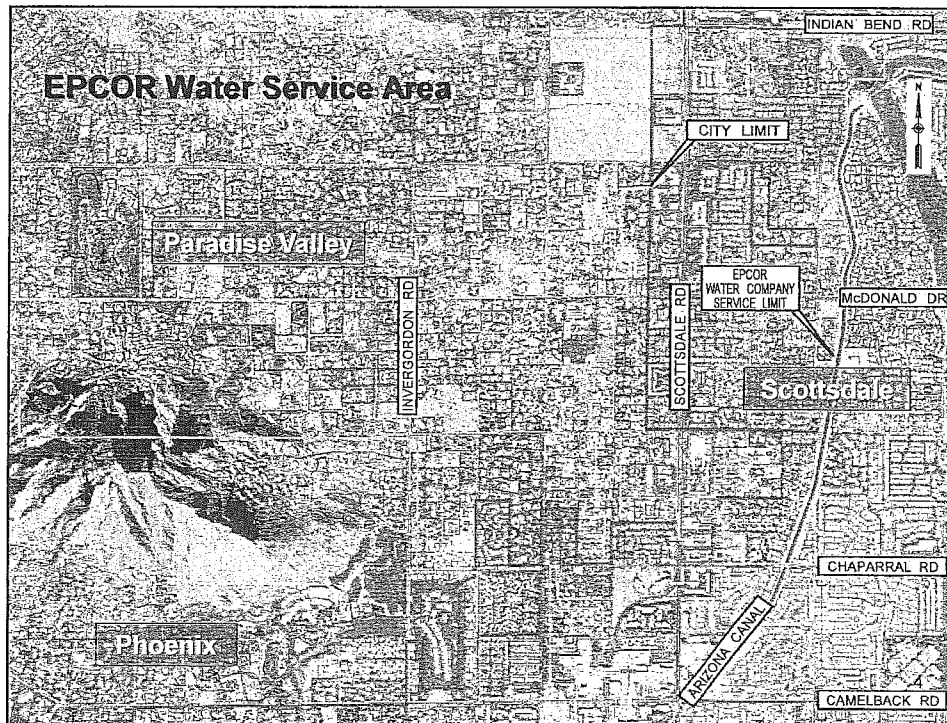 INDIAN BEND RD
EPCOR Water Service Area
N
CITY LIMIT
Paradise Valley
INVERGORDON RD
SCOTTSDALE RD
EPCOR
WATER COMPANY
SERVICE LIMIT
McDONALD DR
Scottsdale
CHAPARRAL RD
Phoenix
ARIZONA CANAL
CAMELBACK RD